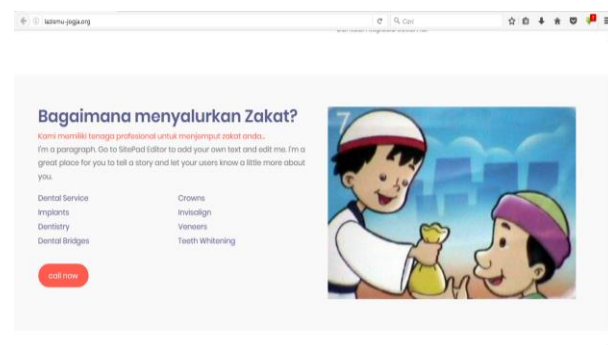 lazismu-jogja.org
Cari
Bagaimana menyalurkan Zakat?
Kami memiliki tenaga profesional untuk menjemput zakat anda..
I'm a paragraph. Go to SitePad Editor to add your own text and edit me. I'm a
great place for you to tell a story and let your users know a little more about
you.
Dental Service
Crowns
Implants
Invisalign
Dentistry
Veneers
Dental Bridges
Teeth Whitening
call now
7